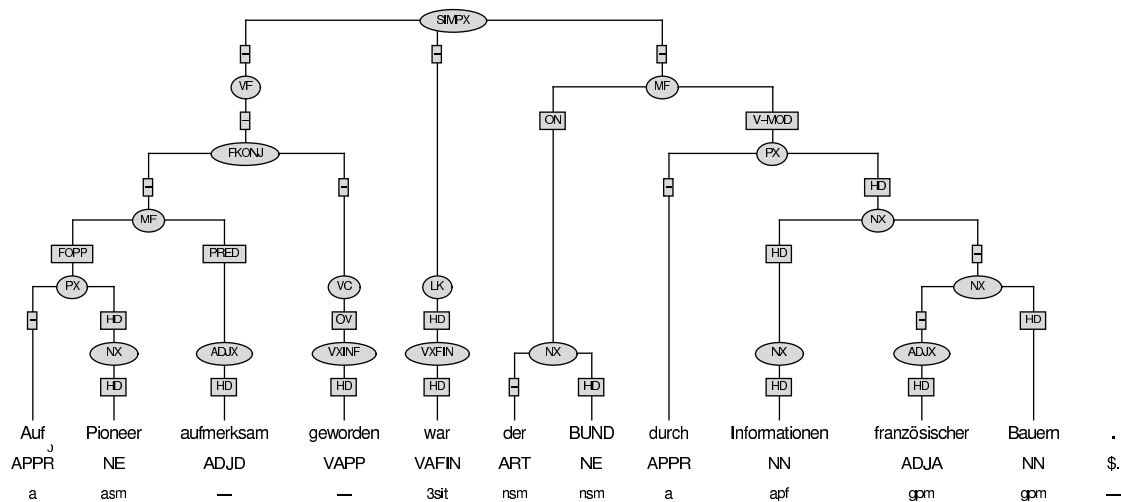 SIMPX
– – –
VF MF
– ON V–MOD
FKONJ PX
– – – HD
MF NX
FOPP PRED HD –
PX VC LK NX
– HD OV HD – HD
NX ADJX VXINF VXFIN NX NX ADJX
HD HD HD HD – HD HD HD
Auf Pioneer aufmerksam geworden war der BUND durch Informationen französischer Bauern .
APPR NE ADJD VAPP VAFIN ART NE APPR NN ADJA NN $.
a asm — — 3sit nsm nsm a apf gpm gpm —